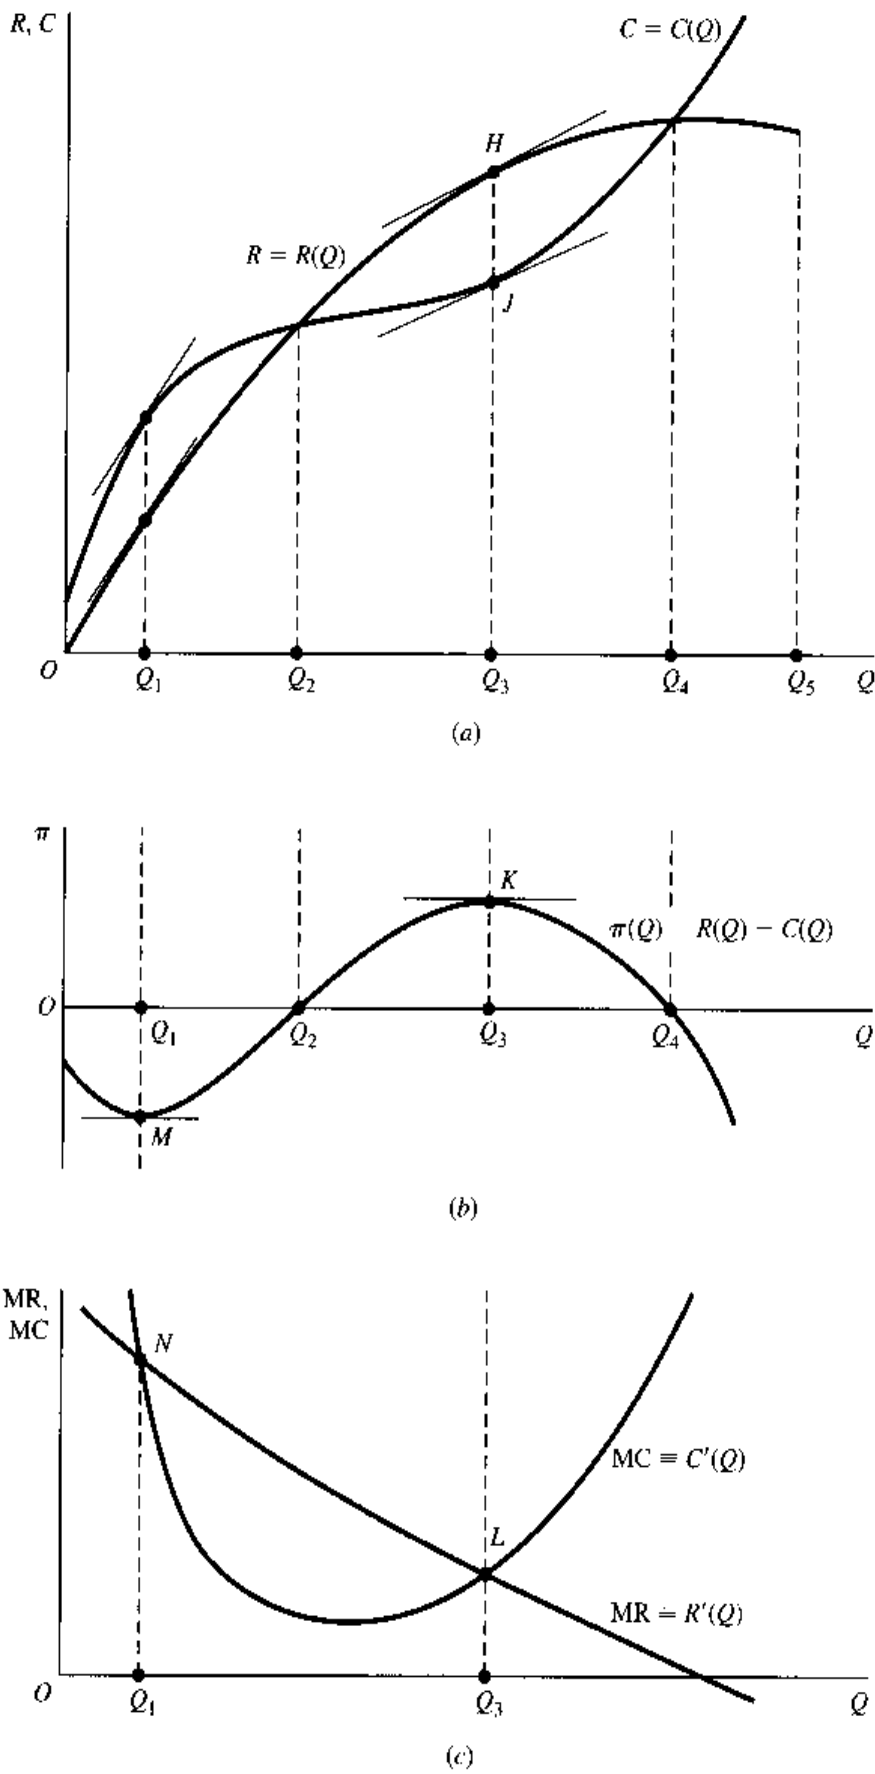 R, C
C = C(Q)
H
R = R(Q)
J
O
Q1 Q2 Q3 Q4 Q5 Q
(a)
π
K
π(Q) R(Q) − C(Q)
O
Q1 Q2 Q3 Q4 Q
M
(b)
MR,
MC
N
MC ≡ C′(Q)
L
MR ≐ R′(Q)
O Q1 Q3 Q
(c)